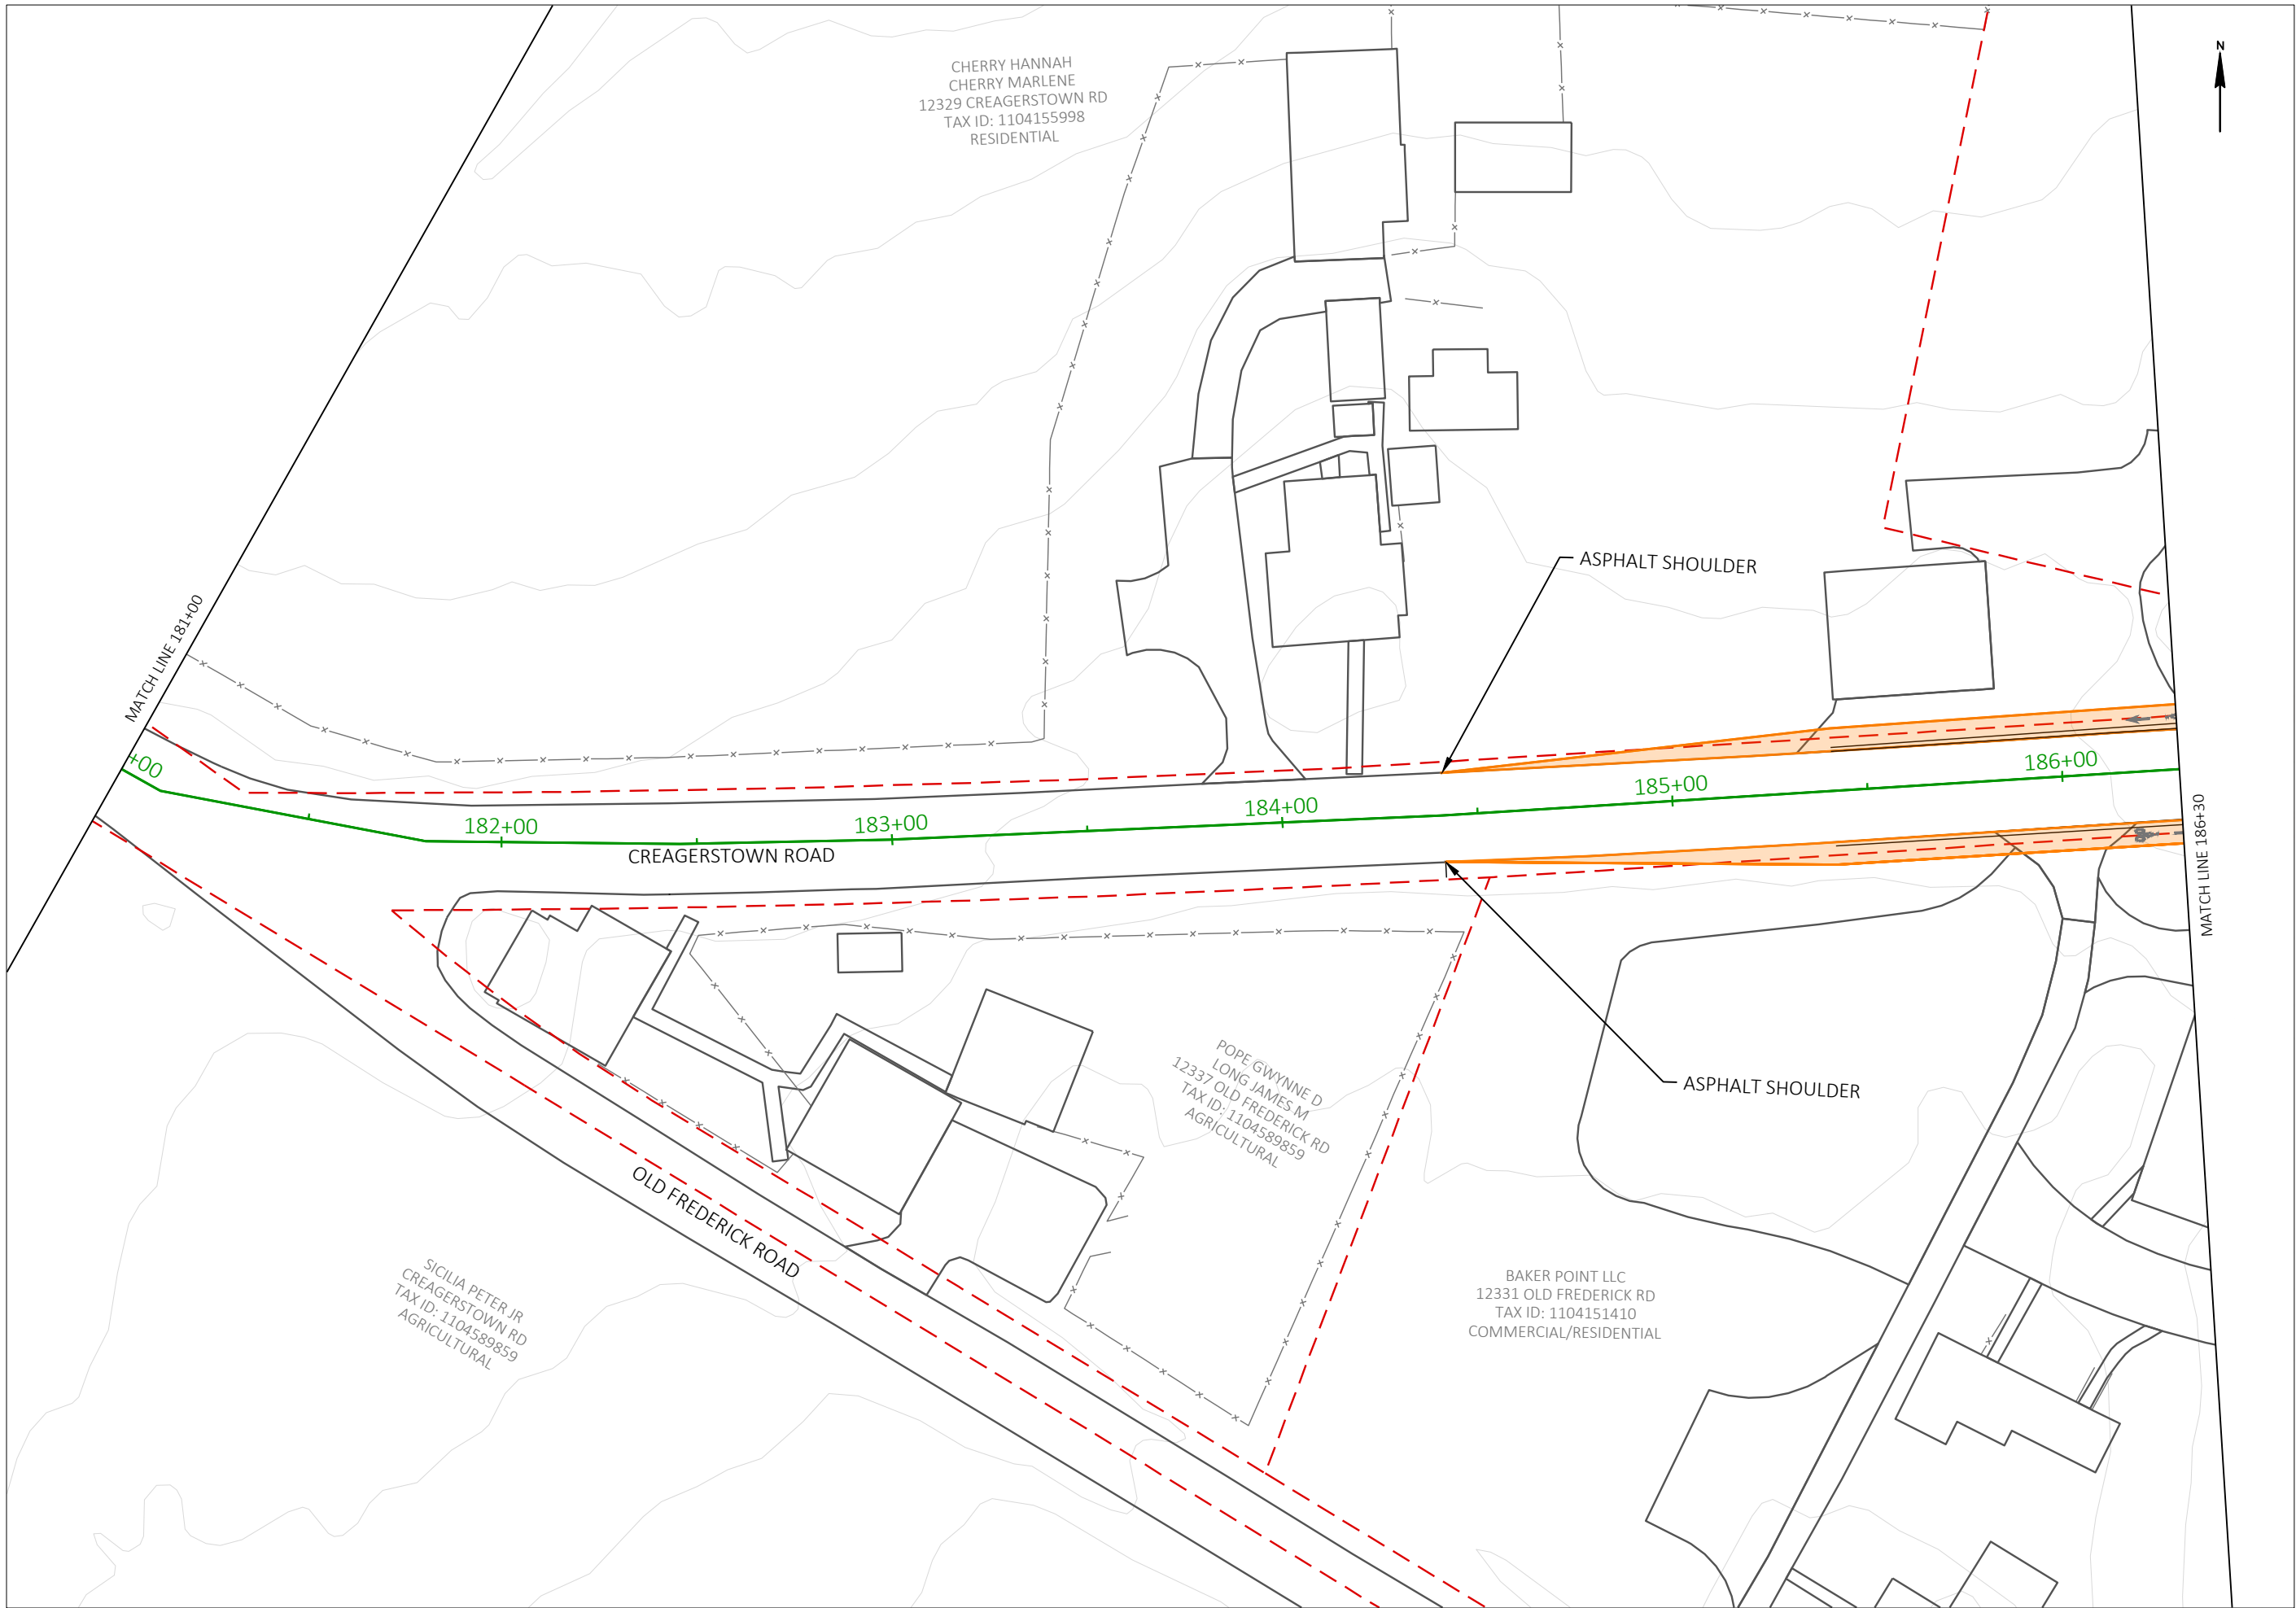 N
CHERRY HANNAH
CHERRY MARLENE
12329 CREAGERSTOWN RD
TAX ID: 1104155998
RESIDENTIAL
ASPHALT SHOULDER
MATCH LINE 181+00
+00
182+00
183+00
184+00
185+00
186+00
CREAGERSTOWN ROAD
MATCH LINE 186+30
POPE GWYNNE D
LONG JAMES M
12337 OLD FREDERICK RD
TAX ID: 1104589859
AGRICULTURAL
ASPHALT SHOULDER
OLD FREDERICK ROAD
SICILIA PETER JR
CREAGERSTOWN RD
TAX ID: 1104589859
AGRICULTURAL
BAKER POINT LLC
12331 OLD FREDERICK RD
TAX ID: 1104151410
COMMERCIAL/RESIDENTIAL